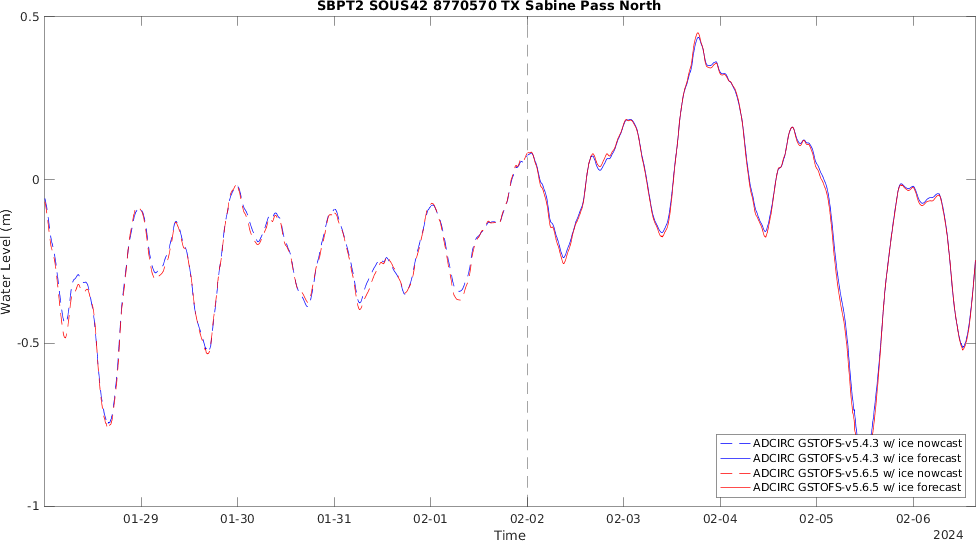 SBPT2 SOUS42 8770570 TX Sabine Pass North
0.5
0
-0.5
-1
Water Level (m)
ADCIRC GSTOFS-v5.4.3 w/ ice nowcast
ADCIRC GSTOFS-v5.4.3 w/ ice forecast
ADCIRC GSTOFS-v5.6.5 w/ ice nowcast
ADCIRC GSTOFS-v5.6.5 w/ ice forecast
01-29 01-30 01-31 02-01 02-02 02-03 02-04 02-05 02-06
Time
2024